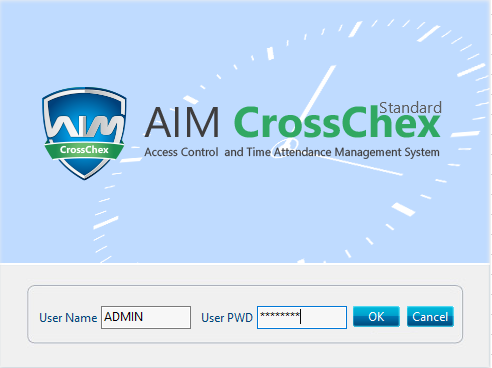 AIM
CrossChex
Standard
AIM CrossChex
Access Control and Time Attendance Management System
User Name ADMIN User PWD ******** OK Cancel